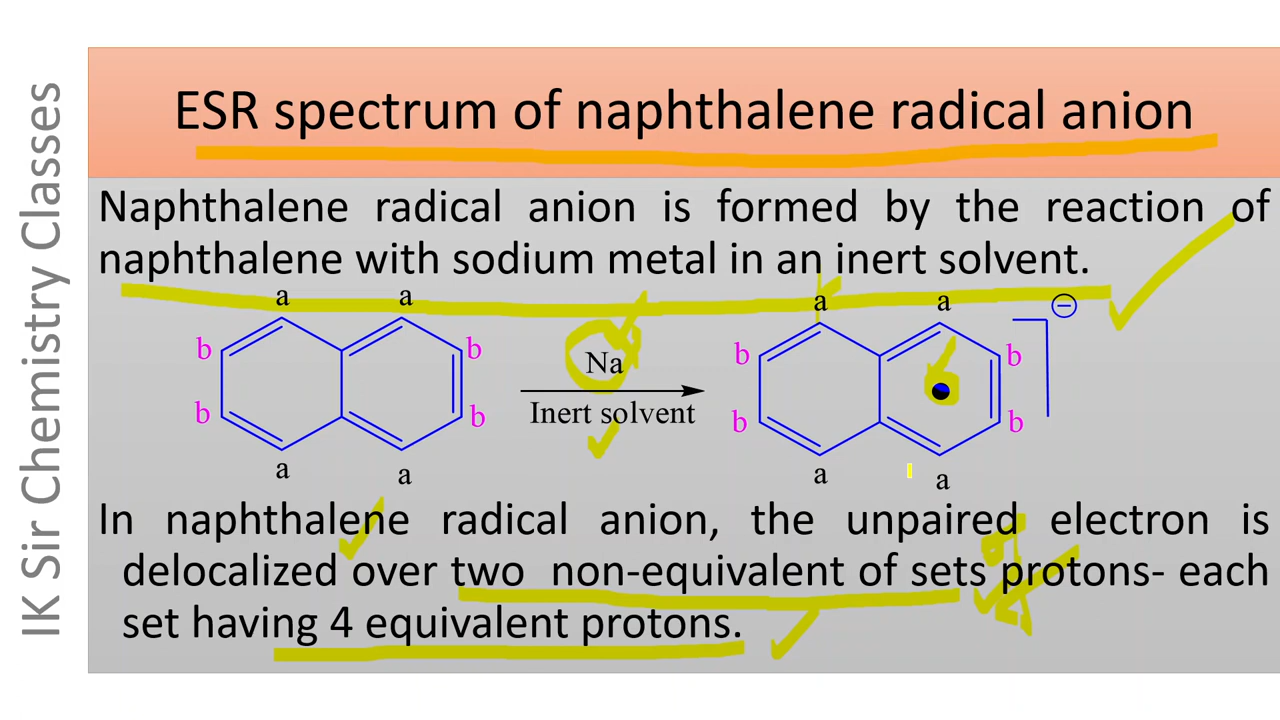 IK Sir Chemistry Classes
ESR spectrum of naphthalene radical anion
Naphthalene radical anion is formed by the reaction of
naphthalene with sodium metal in an inert solvent.
a a a a
b b b b
Na
Inert solvent
b b b b
a a a a
⊖
In naphthalene radical anion, the unpaired electron is
delocalized over two non-equivalent of sets protons- each
set having 4 equivalent protons.